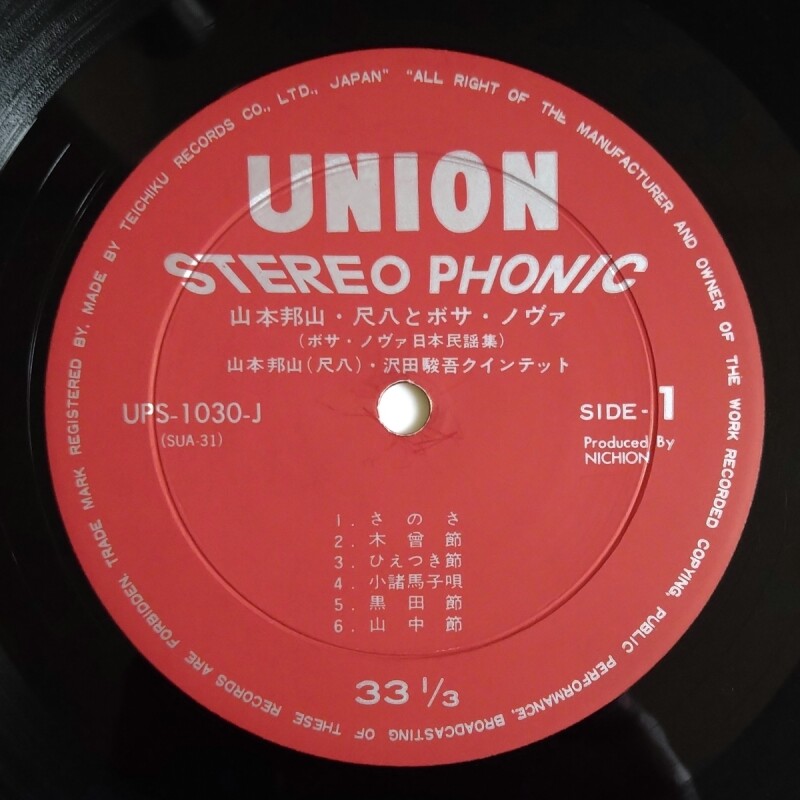 UNION
STEREO PHONIC
山本邦山・尺八とボサ・ノヴァ
(ボサ・ノヴァ日本民謡集)
山本邦山(尺八)・沢田駿吾クインテット
UPS-1030-J
(SUA-31)
SIDE-1
Produced By
NICHION
1. さのさ
2. 木曾節
3. ひえつき節
4. 小諸馬子唄
5. 黒田節
6. 山中節
33 1/3
"ALL RIGHT OF THE MANUFACTURER AND OWNER OF THE WORK RECORDED COPYING, PUBLIC PERFORMANCE, BROADCASTING OF THESE RECORDS ARE FORBIDDEN, TRADE MARK REGISTERED BY, MADE BY TEICHIKU RECORDS CO., LTD., JAPAN"